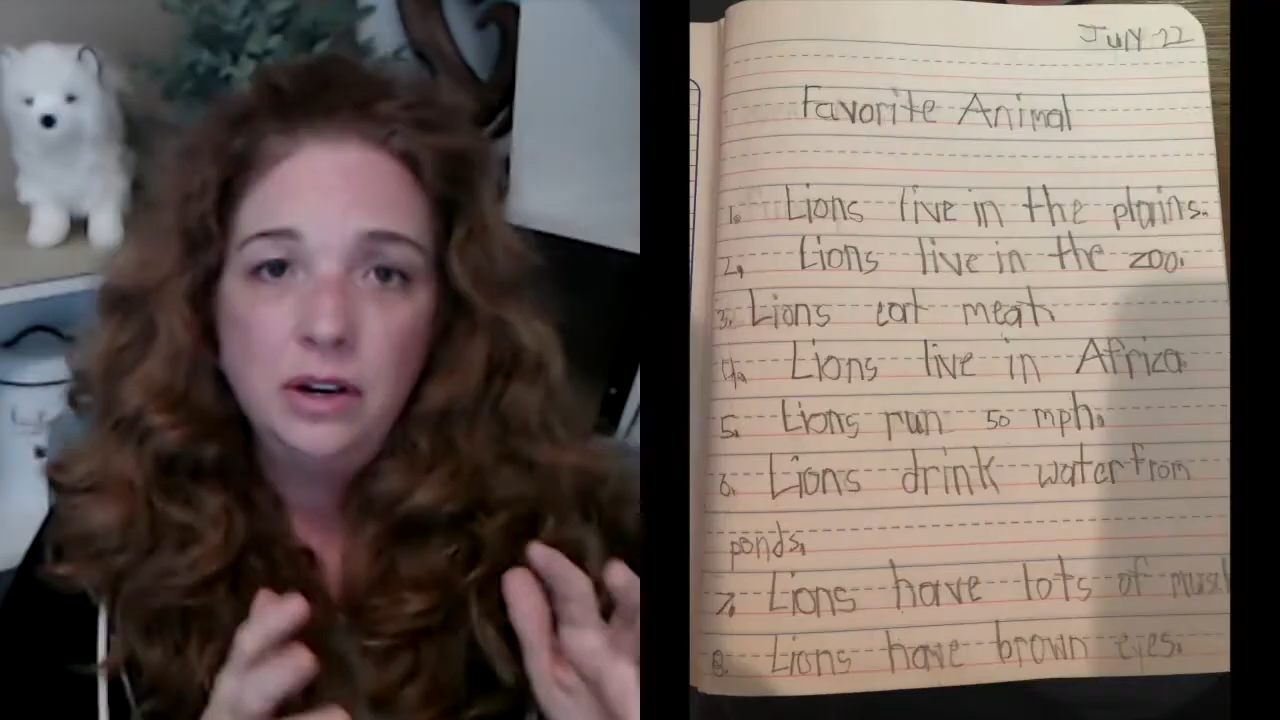 July 22
Favorite Animal
1. Lions live in the plains.
2. Lions live in the zoo.
3. Lions eat meat.
4. Lions live in Africa
5. Lions run 50 mph.
6. Lions drink water from
ponds.
7. Lions have lots of muscl
8. Lions have brown eyes.